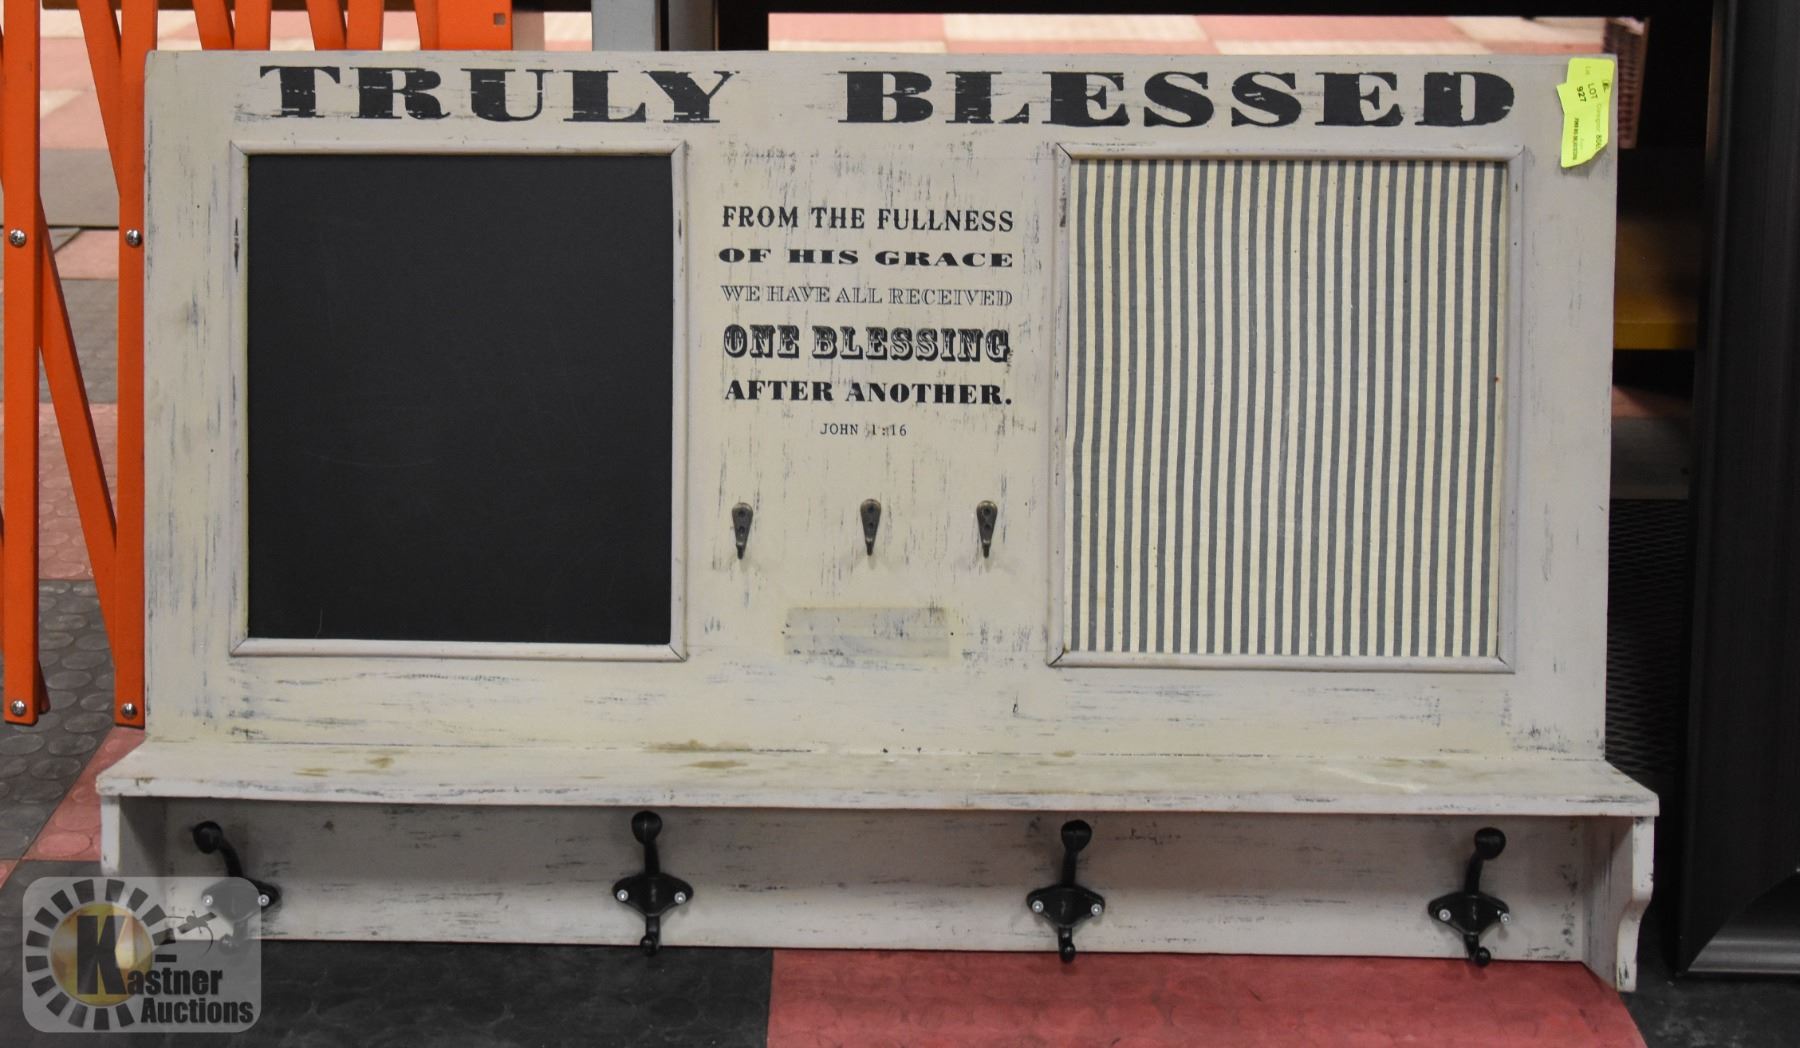 TRULY BLESSED
FROM THE FULLNESS
OF HIS GRACE
WE HAVE ALL RECEIVED
ONE BLESSING
AFTER ANOTHER.
JOHN 1:16
LOT
927
Kastner
Auctions